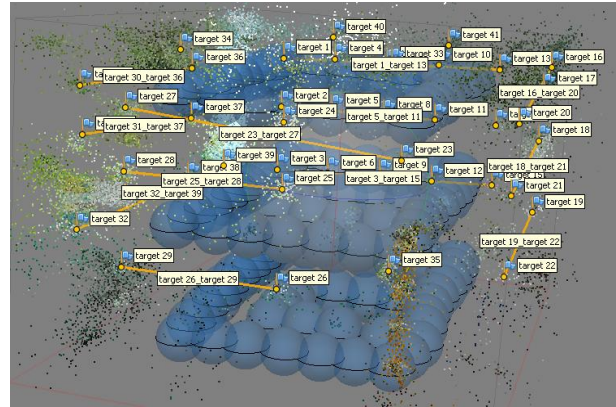 target 40
target 34
target 41
target 1
target 4
target 33
target 36
target 10
target 13
target 16
target 1_target 13
target 30_target 36
target 17
target 16_target 20
target 27
target 2
target 5
target 8
target 37
target 24
target 11
target 20
target 5_target 11
target 31_target 37
target 23_target 27
target 18
target 23
target 39
target 28
target 3
target 6
target 9
target 38
target 12
target 18_target 21
target 25_target 28
target 25
target 3_target 15
target 21
target 32_target 39
target 19
target 32
target 19_target 22
target 29
target 35
target 22
target 26_target 29
target 26